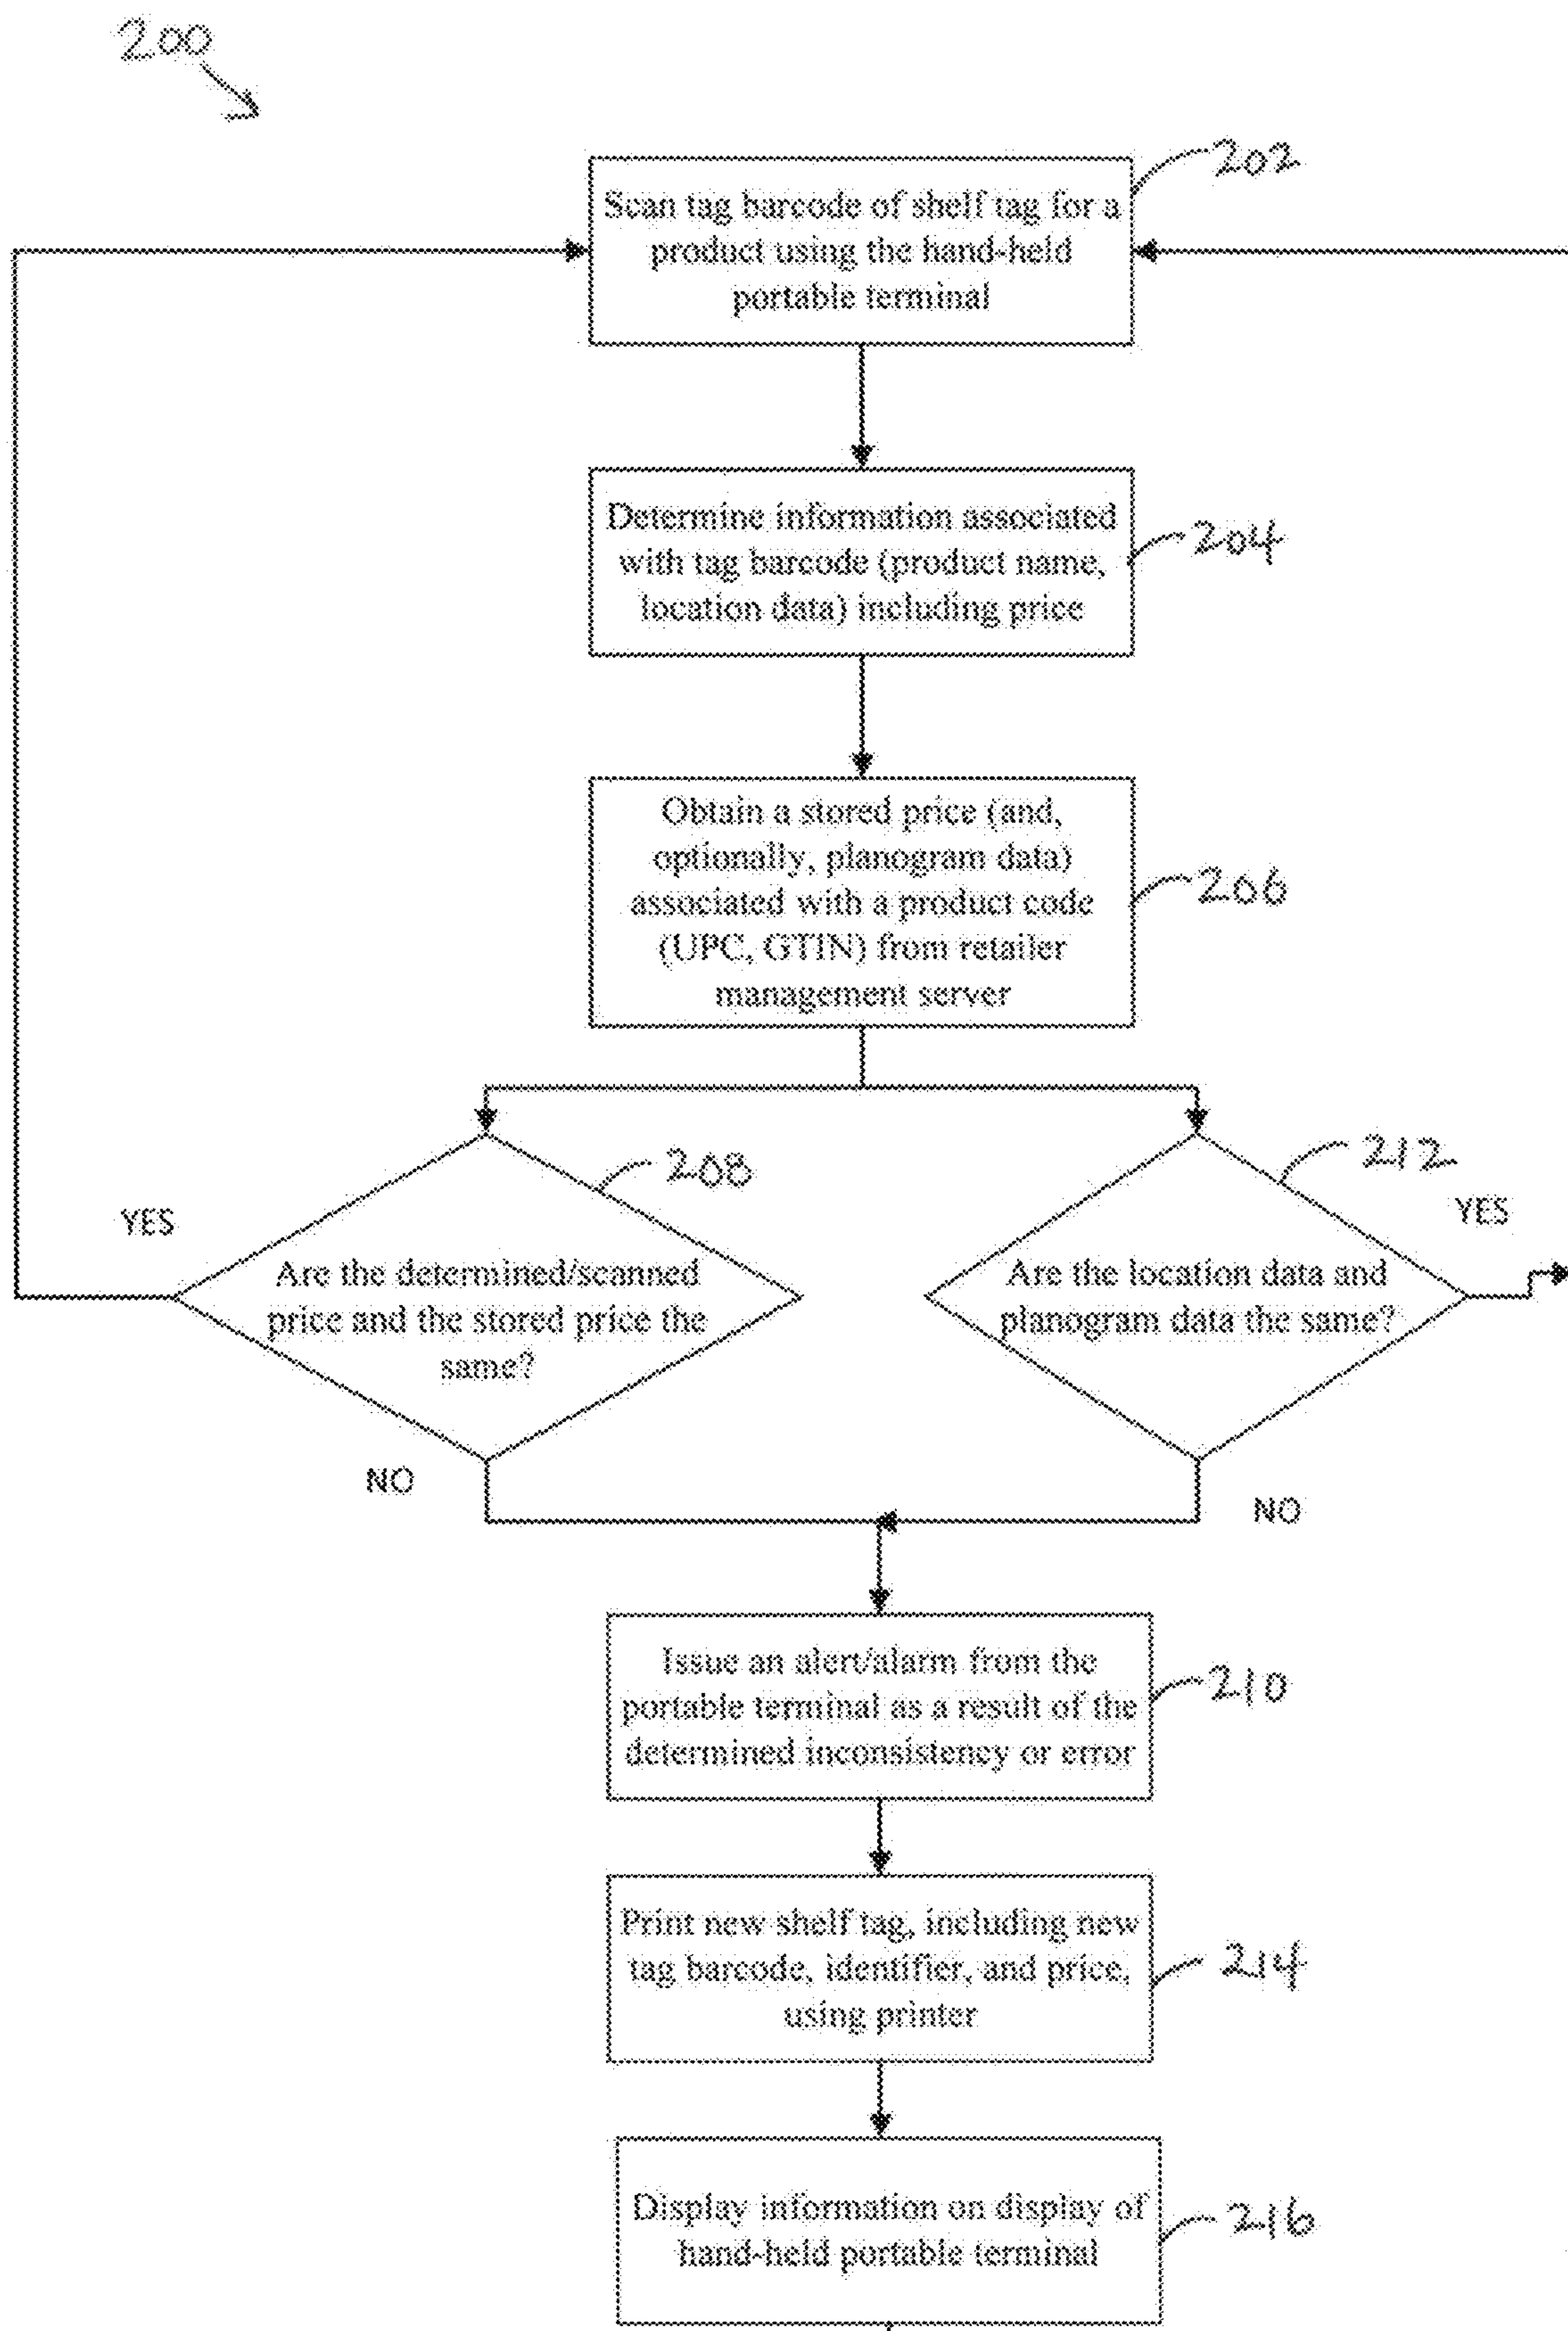 200
202
Scan tag barcode of shelf tag for a
product using the hand-held
portable terminal
Determine information associated
with tag barcode (product name,
location data) including price
204
Obtain a stored price (and,
optionally, planogram data)
associated with a product code
(UPC, GTIN) from retailer
management server
206
208
212
YES
YES
Are the determined/scanned
price and the stored price the
same?
Are the location data and
planogram data the same?
NO
NO
Issue an alert/alarm from the
portable terminal as a result of the
determined inconsistency or error
210
Print new shelf tag, including new
tag barcode, identifier, and price,
using printer
214
Display information on display of
hand-held portable terminal
216